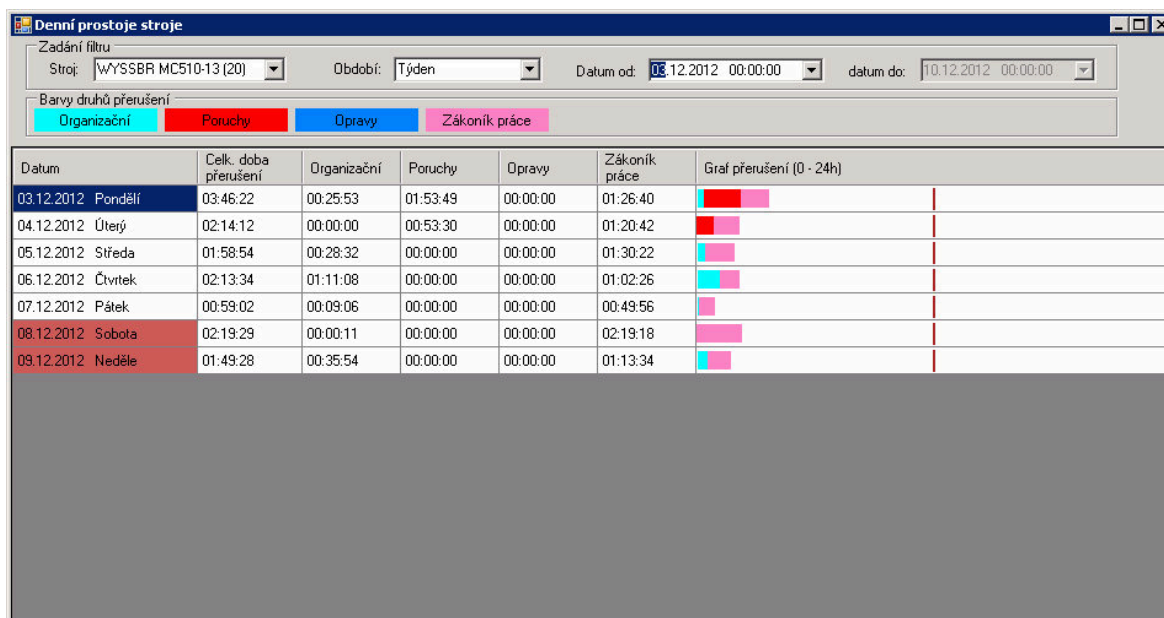 Denní prostoje stroje
Zadání filtru
Stroj: WYSSBR MC510-13 (20) Období: Týden Datum od: 03.12.2012 00:00:00 datum do: 10.12.2012 00:00:00
Barvy druhů přerušení
Organizační Poruchy Opravy Zákoník práce
Datum Celk. doba přerušení Organizační Poruchy Opravy Zákoník práce Graf přerušení (0 - 24h)
03.12.2012 Pondělí 03:46:22 00:25:53 01:53:49 00:00:00 01:26:40
04.12.2012 Úterý 02:14:12 00:00:00 00:53:30 00:00:00 01:20:42
05.12.2012 Středa 01:58:54 00:28:32 00:00:00 00:00:00 01:30:22
06.12.2012 Čtvrtek 02:13:34 01:11:08 00:00:00 00:00:00 01:02:26
07.12.2012 Pátek 00:59:02 00:09:06 00:00:00 00:00:00 00:49:56
08.12.2012 Sobota 02:19:29 00:00:11 00:00:00 00:00:00 02:19:18
09.12.2012 Neděle 01:49:28 00:35:54 00:00:00 00:00:00 01:13:34